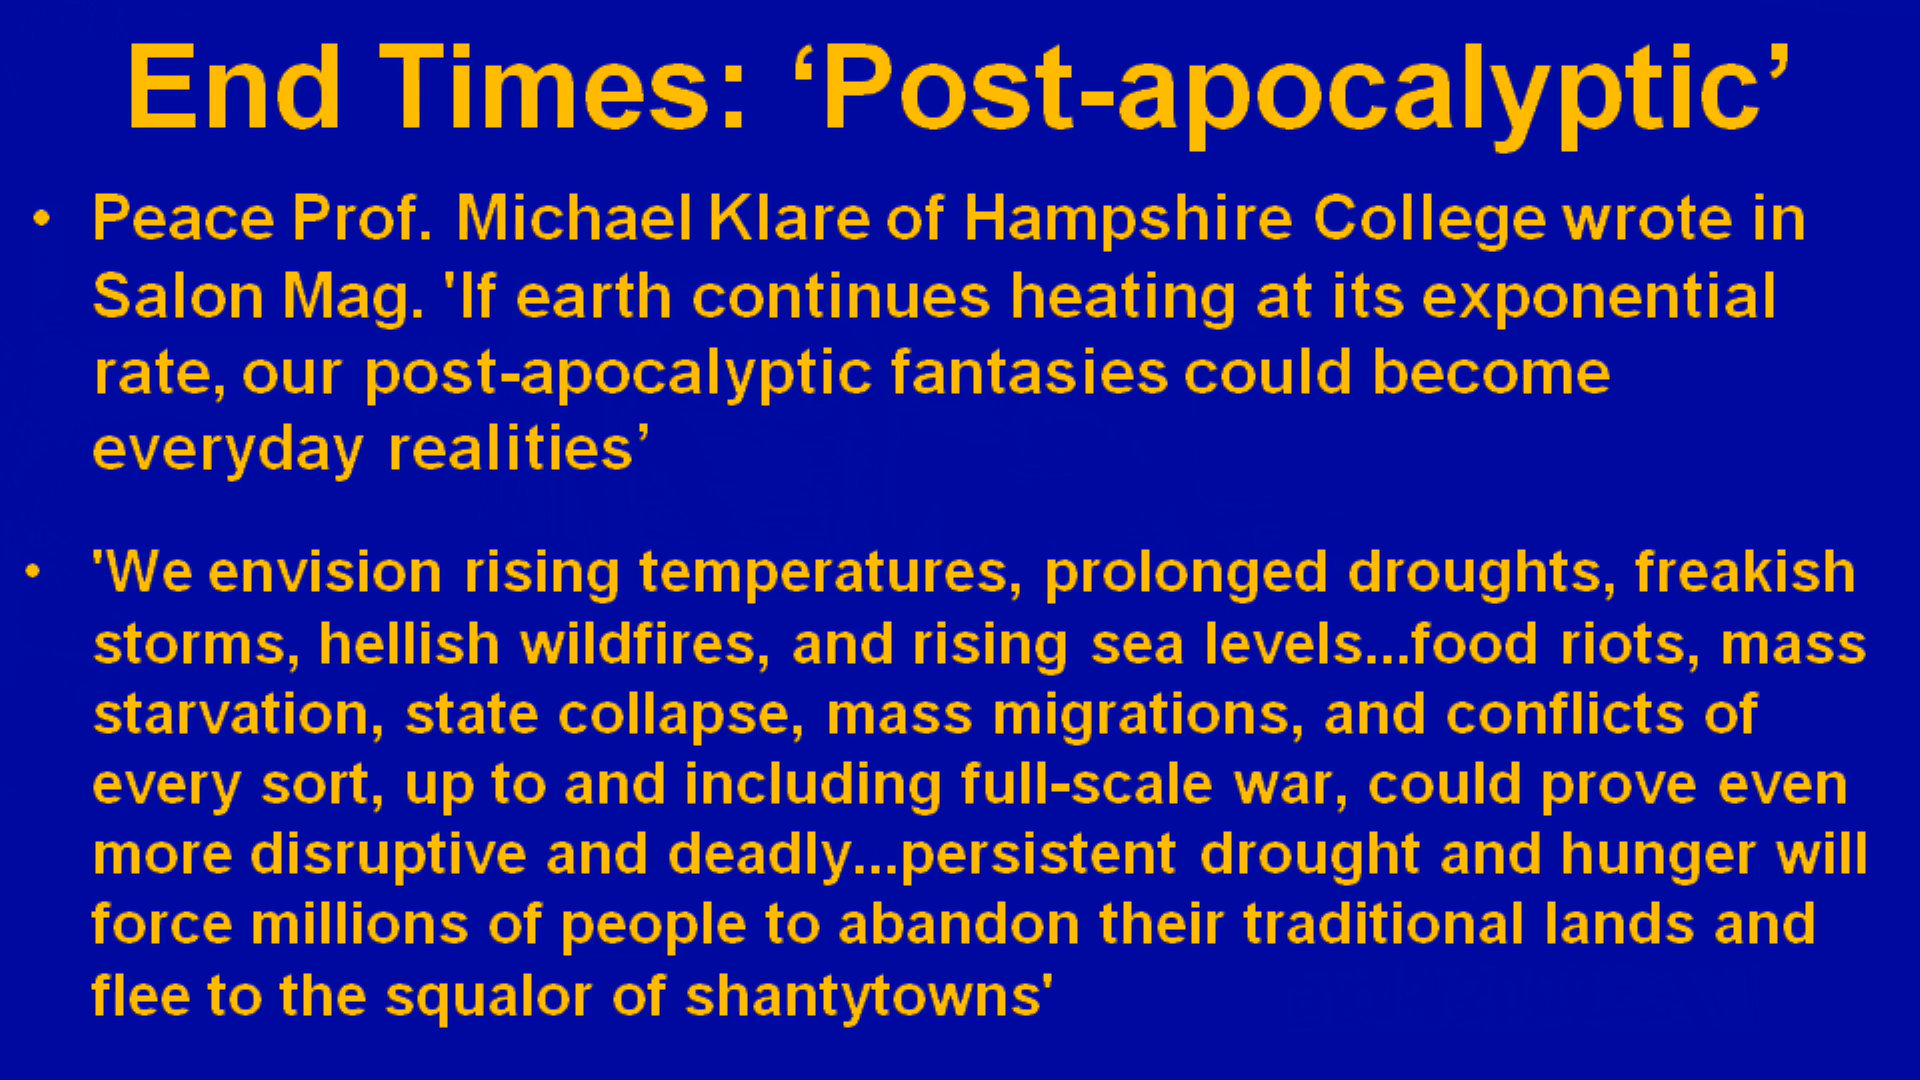 End Times: ‘Post-apocalyptic’
• Peace Prof. Michael Klare of Hampshire College wrote in
Salon Mag. 'If earth continues heating at its exponential
rate, our post-apocalyptic fantasies could become
everyday realities’
• 'We envision rising temperatures, prolonged droughts, freakish
storms, hellish wildfires, and rising sea levels...food riots, mass
starvation, state collapse, mass migrations, and conflicts of
every sort, up to and including full-scale war, could prove even
more disruptive and deadly...persistent drought and hunger will
force millions of people to abandon their traditional lands and
flee to the squalor of shantytowns'